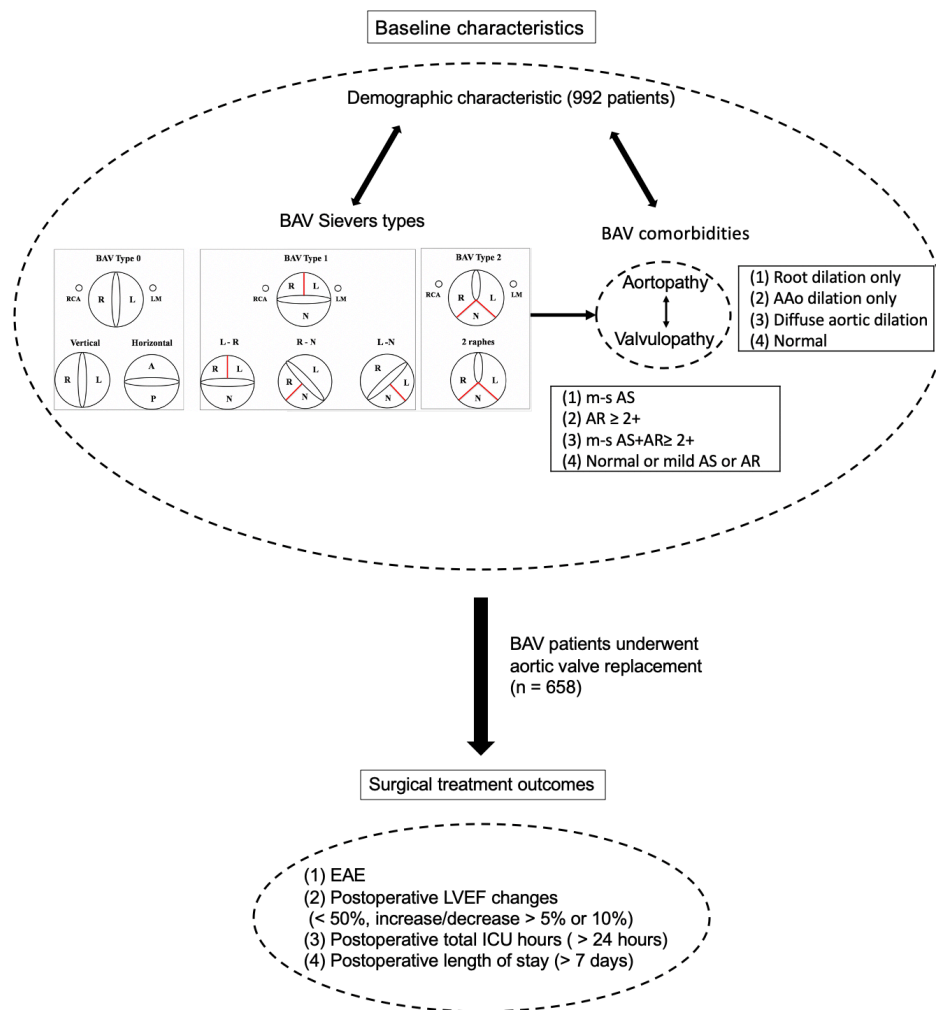 Baseline characteristics
Demographic characteristic (992 patients)
BAV Sievers types
BAV Type 0
RCA
R
L
LM
Vertical
Horizontal
R
L
A
P
BAV Type 1
RCA
R
L
N
LM
L - R
R - N
L -N
R
L
N
R
L
N
R
L
N
BAV Type 2
R
L
N
2 raphes
R
L
N
BAV comorbidities
Aortopathy
Valvulopathy
(1) Root dilation only
(2) AAo dilation only
(3) Diffuse aortic dilation
(4) Normal
(1) m-s AS
(2) AR ≥ 2+
(3) m-s AS+AR≥ 2+
(4) Normal or mild AS or AR
BAV patients underwent
aortic valve replacement
(n = 658)
Surgical treatment outcomes
(1) EAE
(2) Postoperative LVEF changes
(< 50%, increase/decrease > 5% or 10%)
(3) Postoperative total ICU hours ( > 24 hours)
(4) Postoperative length of stay (> 7 days)